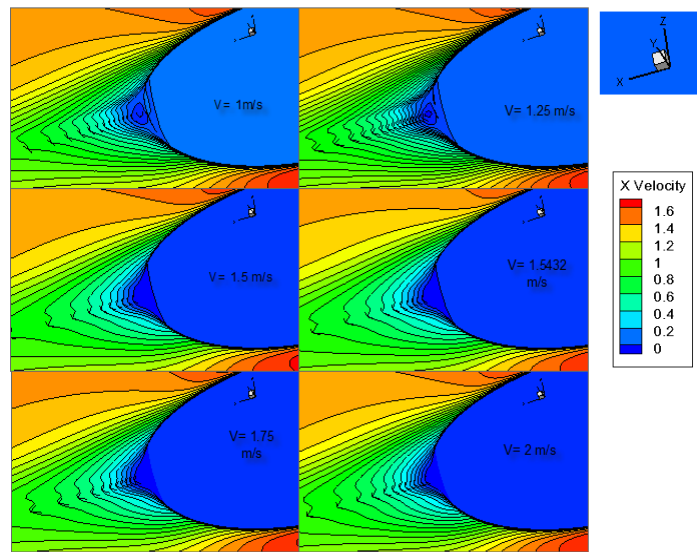 V= 1m/s
V= 1.25 m/s
Z
Y
X
X Velocity
1.6
1.4
1.2
1
0.8
0.6
0.4
0.2
0
V= 1.5 m/s
V= 1.5432
m/s
V= 1.75
m/s
V= 2 m/s